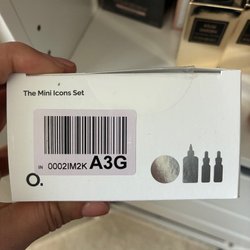 The Mini Icons Set
IN 0002IM2K A3G
O.